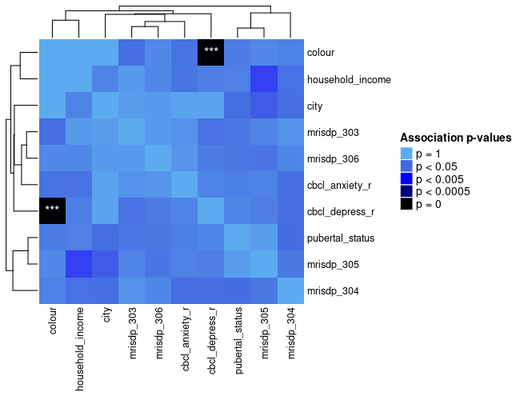 ***
colour
household_income
city
mrisdp_303
mrisdp_306
cbcl_anxiety_r
***
cbcl_depress_r
pubertal_status
mrisdp_305
mrisdp_304
Association p-values
p = 1
p < 0.05
p < 0.005
p < 0.0005
p = 0
colour
household_income
city
mrisdp_303
mrisdp_306
cbcl_anxiety_r
cbcl_depress_r
pubertal_status
mrisdp_305
mrisdp_304